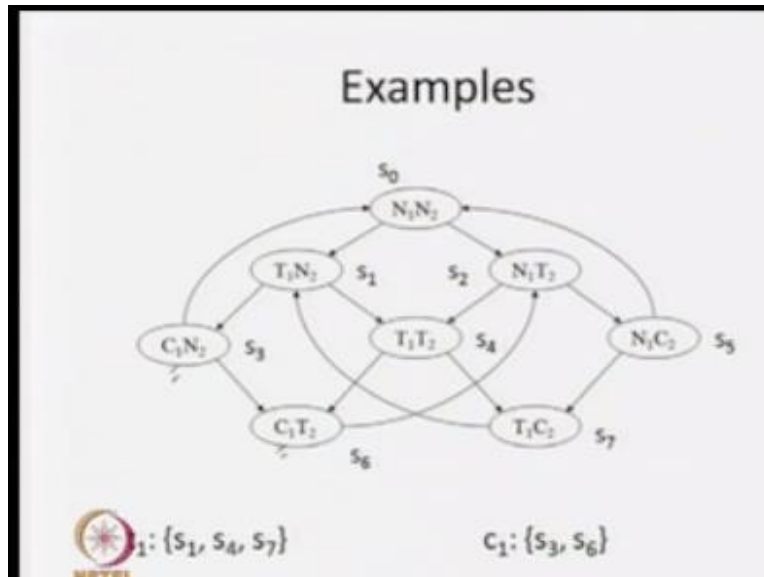 Examples
s₀
N₁N₂
T₁N₂ s₁ s₂ N₁T₂
C₁N₂ s₃ T₁T₂ s₄ N₁C₂ s₅
C₁T₂ s₆ T₁C₂ s₇
₁: {s₁, s₄, s₇} c₁: {s₃, s₆}